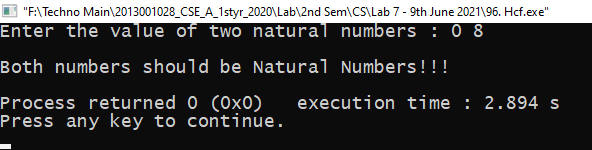 "F:\Techno Main\2013001028_CSE_A_1styr_2020\Lab\2nd Sem\CS\Lab 7 - 9th June 2021\96. Hcf.exe"
Enter the value of two natural numbers : 0 8
Both numbers should be Natural Numbers!!!
Process returned 0 (0x0)   execution time : 2.894 s
Press any key to continue.